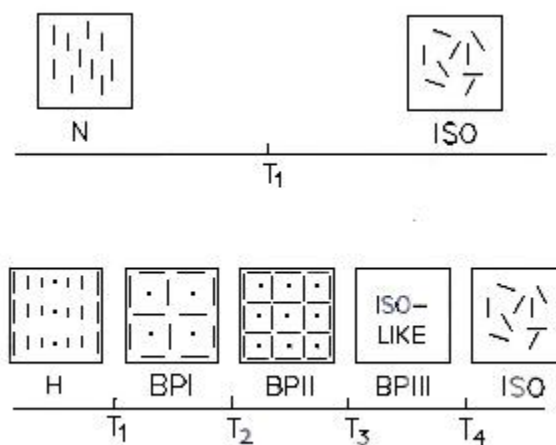 N ISO
T₁
ISO-
LIKE
H BPI BPII BPIII ISO
T₁ T₂ T₃ T₄